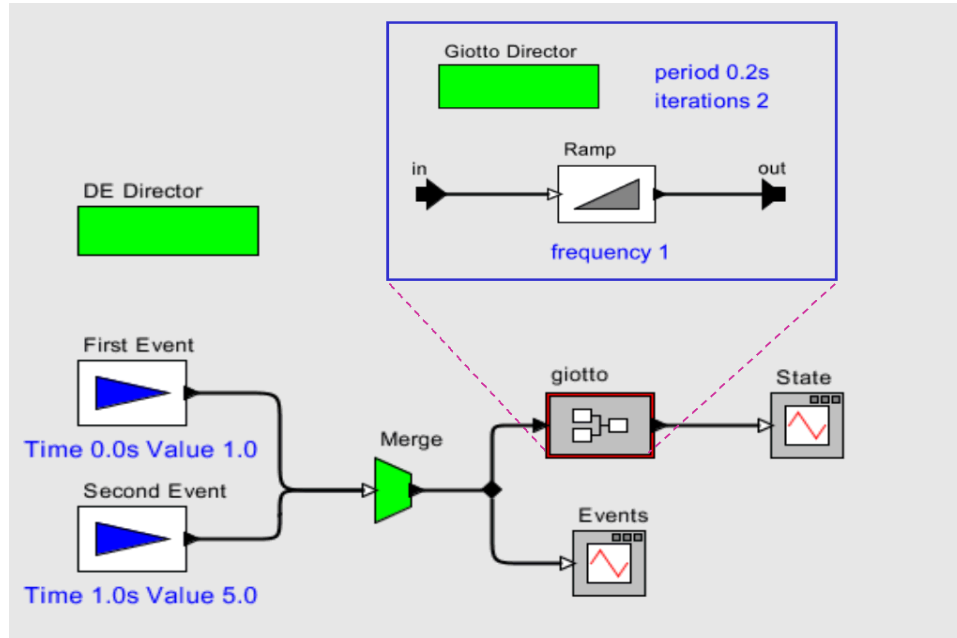 Giotto Director
period 0.2s
iterations 2
Ramp
in
out
frequency 1
DE Director
First Event
Time 0.0s Value 1.0
Second Event
Time 1.0s Value 5.0
Merge
giotto
State
Events